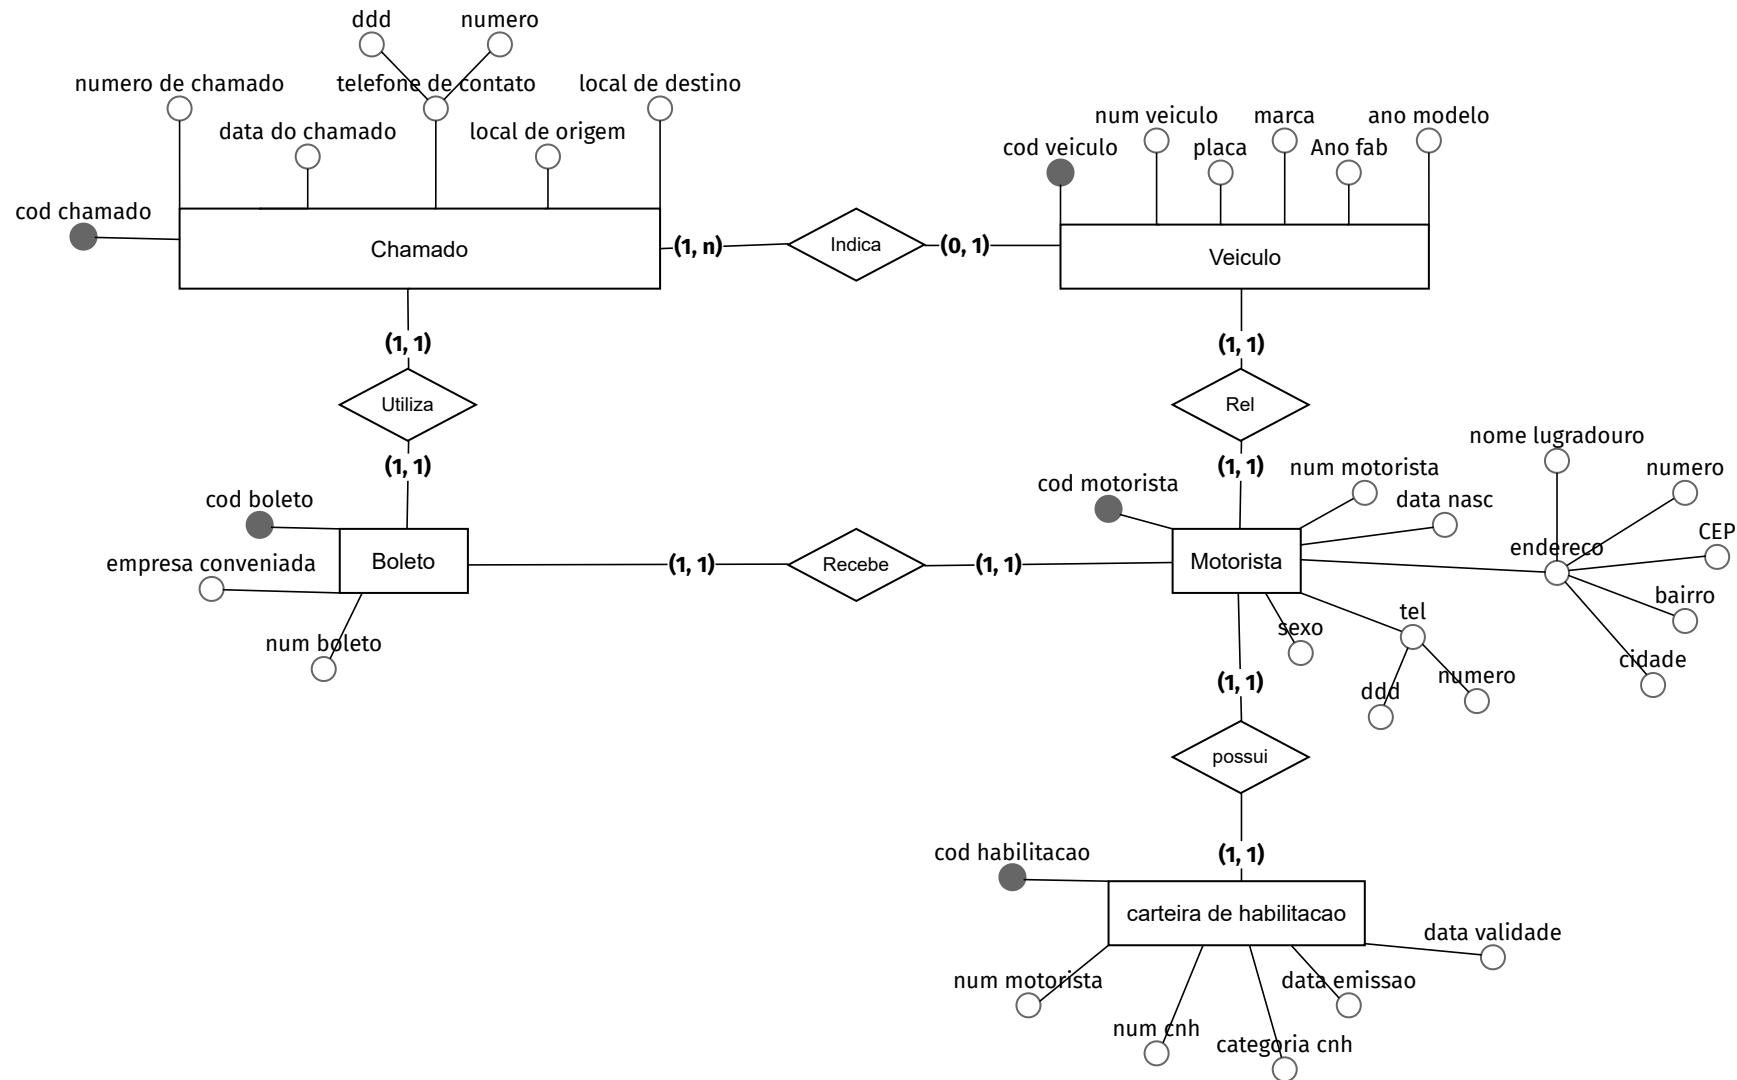 ddd
numero
numero de chamado
telefone de contato
local de destino
data do chamado
local de origem
cod chamado
Chamado
(1, n)
Indica
(0, 1)
num veiculo
marca
ano modelo
cod veiculo
placa
Ano fab
Veiculo
(1, 1)
Utiliza
(1, 1)
(1, 1)
Rel
(1, 1)
cod boleto
empresa conveniada
Boleto
num boleto
(1, 1)
Recebe
(1, 1)
cod motorista
num motorista
data nasc
Motorista
nome lugradouro
numero
endereco
CEP
bairro
cidade
tel
sexo
ddd
numero
(1, 1)
possui
(1, 1)
cod habilitacao
carteira de habilitacao
data validade
num motorista
data emissao
num cnh
categoria cnh